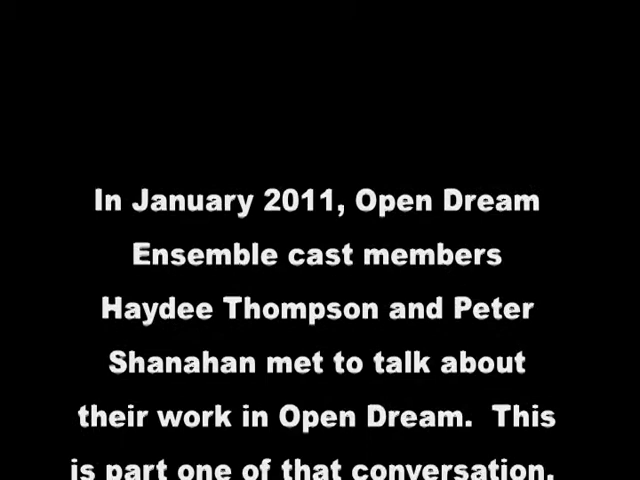 In January 2011, Open Dream
Ensemble cast members
Haydee Thompson and Peter
Shanahan met to talk about
their work in Open Dream.  This
is part one of that conversation.